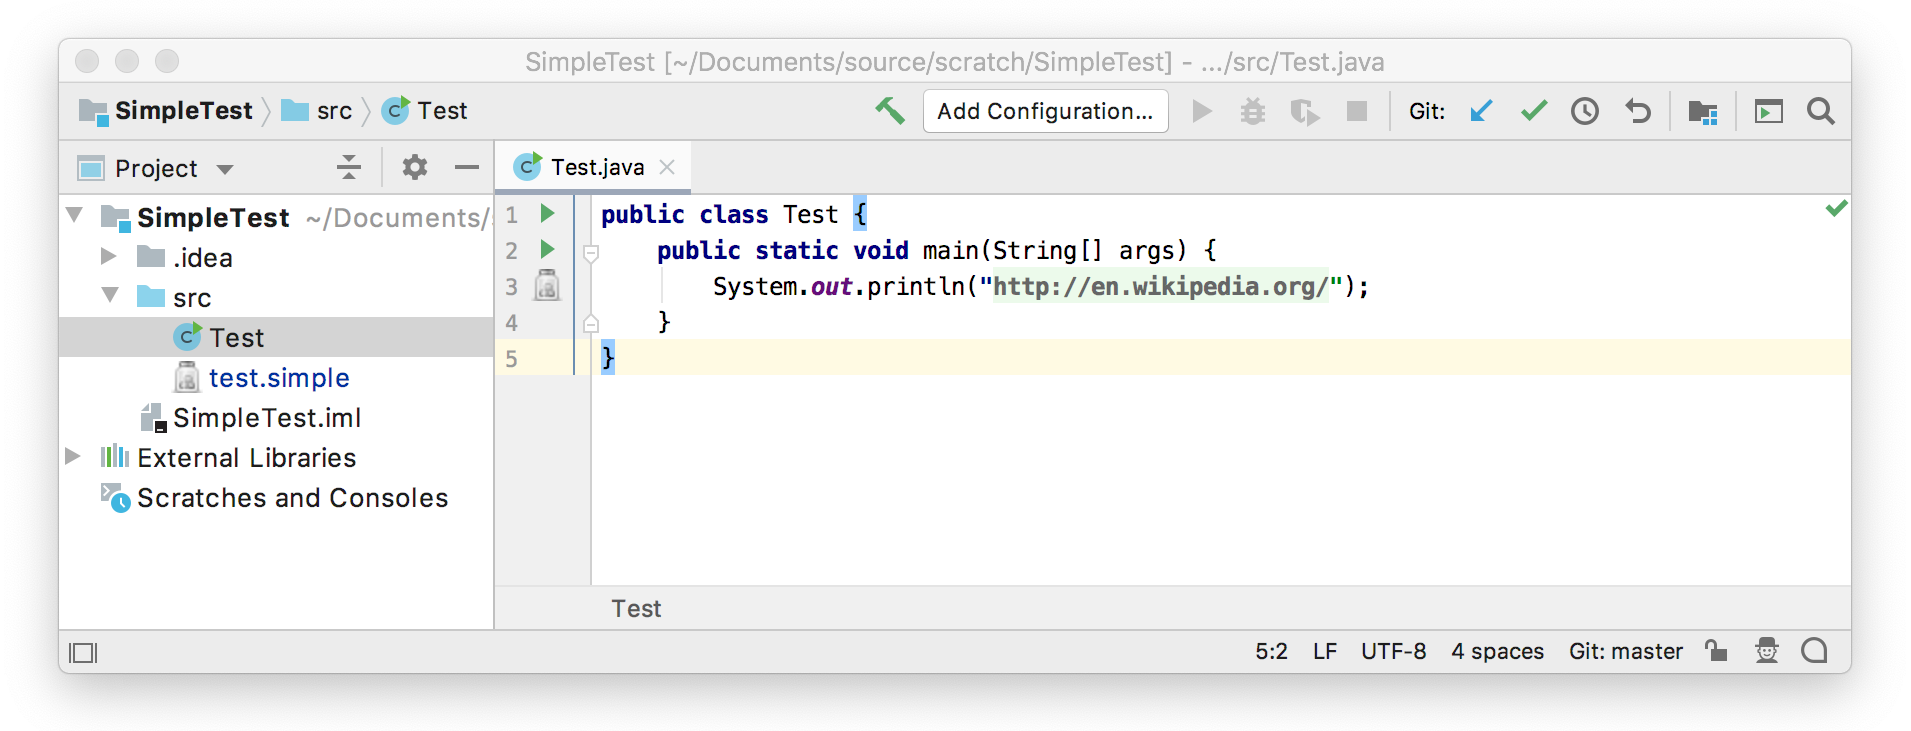 SimpleTest [~/Documents/source/scratch/SimpleTest] - .../src/Test.java
SimpleTest src Test Add Configuration... Git:
Project
SimpleTest ~/Documents/
.idea
src
Test
test.simple
SimpleTest.iml
External Libraries
Scratches and Consoles
Test.java
1 public class Test {
2 public static void main(String[] args) {
3 System.out.println("http://en.wikipedia.org/");
4 }
5 }
Test
5:2 LF UTF-8 4 spaces Git: master